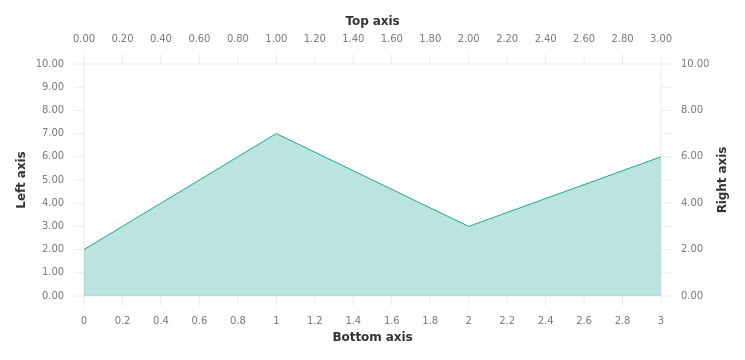 Top axis
0.00 0.20 0.40 0.60 0.80 1.00 1.20 1.40 1.60 1.80 2.00 2.20 2.40 2.60 2.80 3.00
10.00 10.00
9.00
8.00 8.00
7.00
6.00 6.00
5.00
4.00 4.00
3.00
2.00 2.00
1.00
0.00 0.00
Left axis
Right axis
0 0.2 0.4 0.6 0.8 1 1.2 1.4 1.6 1.8 2 2.2 2.4 2.6 2.8 3
Bottom axis